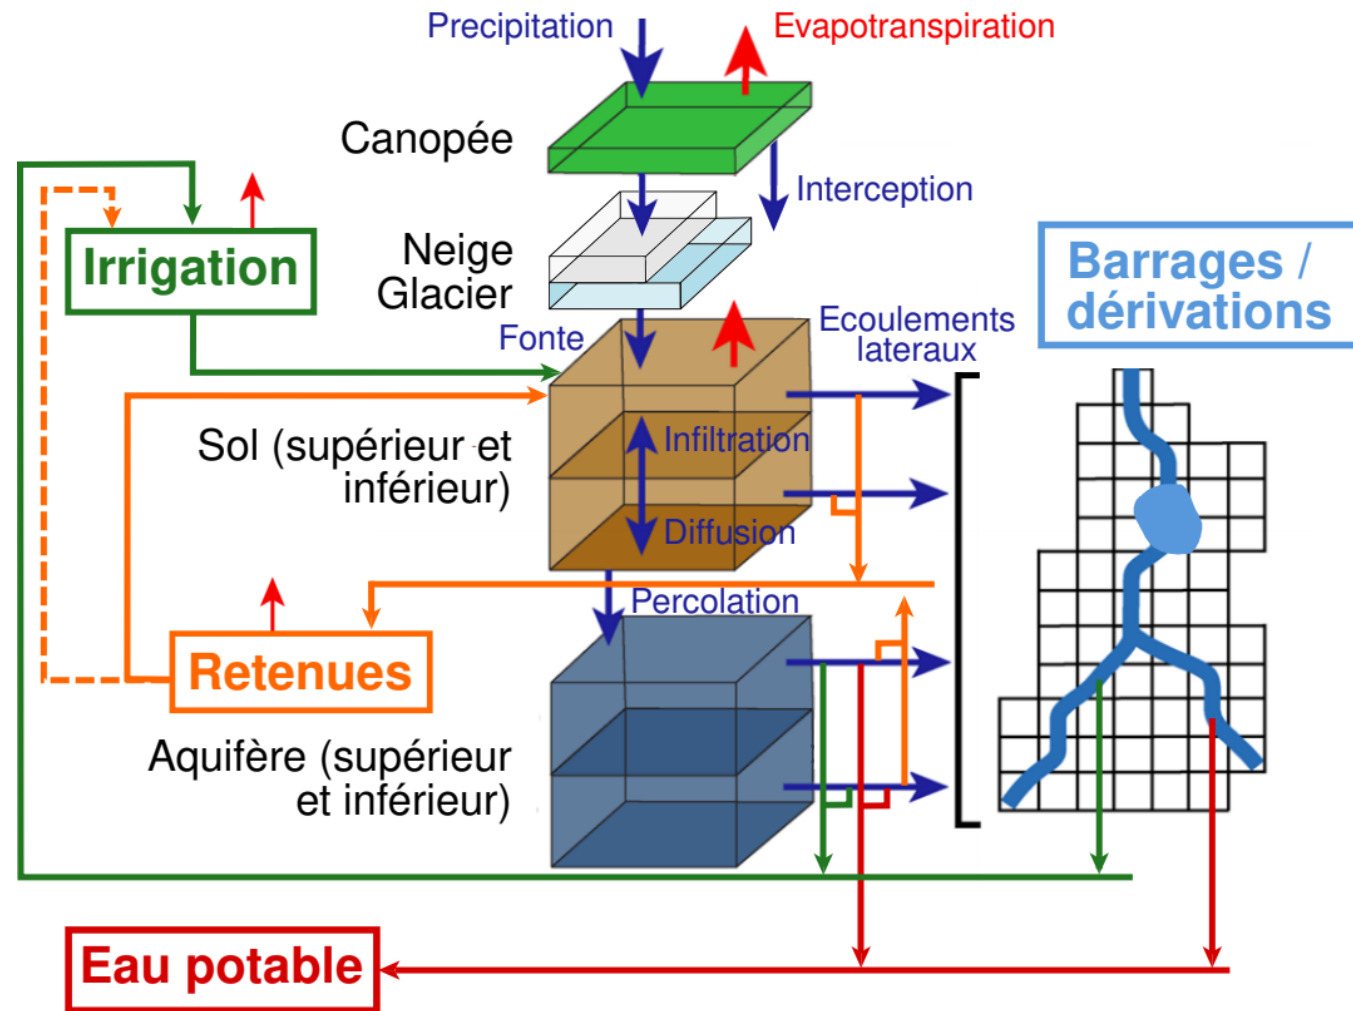 Precipitation
Evapotranspiration
Canopée
Interception
Neige
Glacier
Irrigation
Barrages /
dérivations
Fonte
Ecoulements
lateraux
Sol (supérieur et
inférieur)
Infiltration
Diffusion
Percolation
Retenues
Aquifère (supérieur
et inférieur)
Eau potable